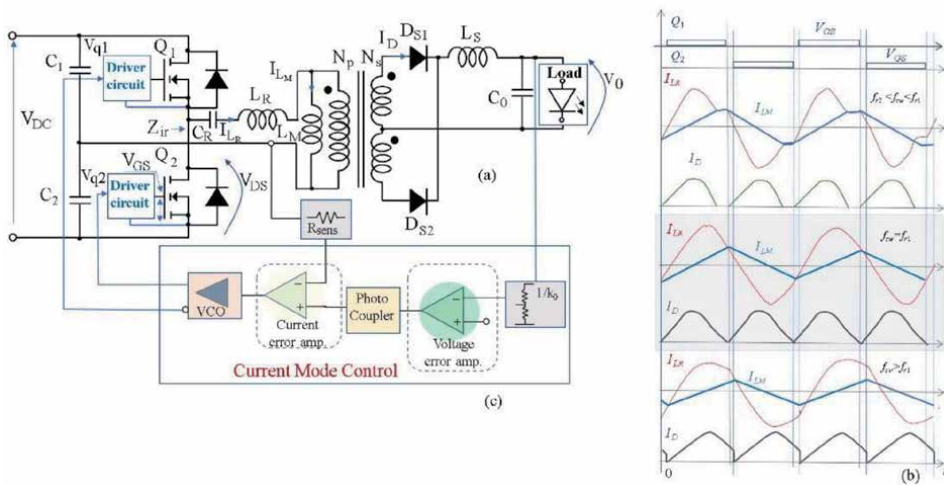 C1
Vq1
Driver
circuit
Q1
VDC
Zir
CR
ILR
LR
ILM
LM
Np
Ns
ID
DS1
LS
C0
Load
V0
(a)
DS2
C2
VGS
Vq2
Q2
Driver
circuit
VDS
Rsens
VCO
−
+
Current
error amp.
Photo
Coupler
−
+
Voltage
error amp.
1/k0
Current Mode Control
(c)
Q1
VGS
Q2
VGS
ILR
ILM
fr2 <fsw <fr1
ID
ILR
ILM
fsw=fr1
ID
ILR
ILM
fsw>fr1
ID
0
(b)
t